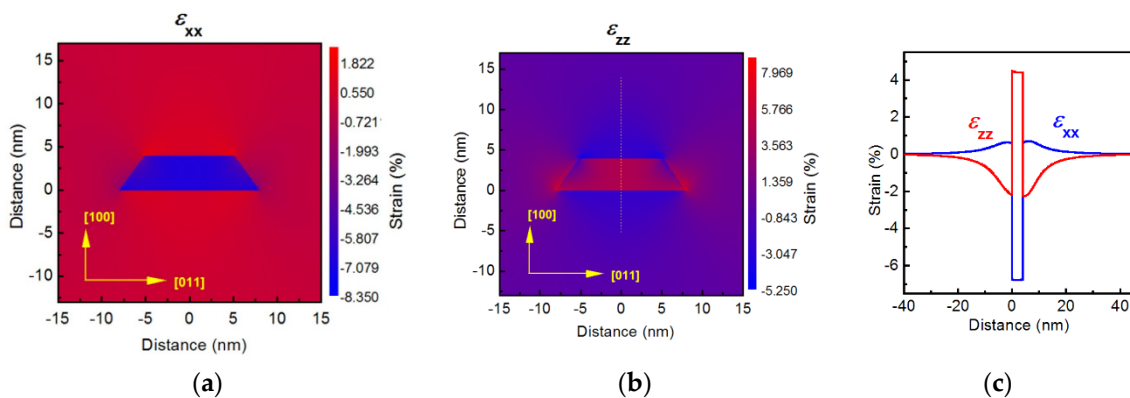 ε xx
15
10
5
0
-5
-10
Distance (nm)
[100]
[011]
-15 -10 -5 0 5 10 15
Distance (nm)
1.822
0.550
-0.721
-1.993
-3.264
-4.536
-5.807
-7.079
-8.350
Strain (%)
(a)
ε zz
15
10
5
0
-5
-10
Distance (nm)
[100]
[011]
-15 -10 -5 0 5 10 15
Distance (nm)
7.969
5.766
3.563
1.359
-0.843
-3.047
-5.250
Strain (%)
(b)
4
2
0
-2
-4
-6
Strain (%)
ε zz
ε xx
-40 -20 0 20 40
Distance (nm)
(c)